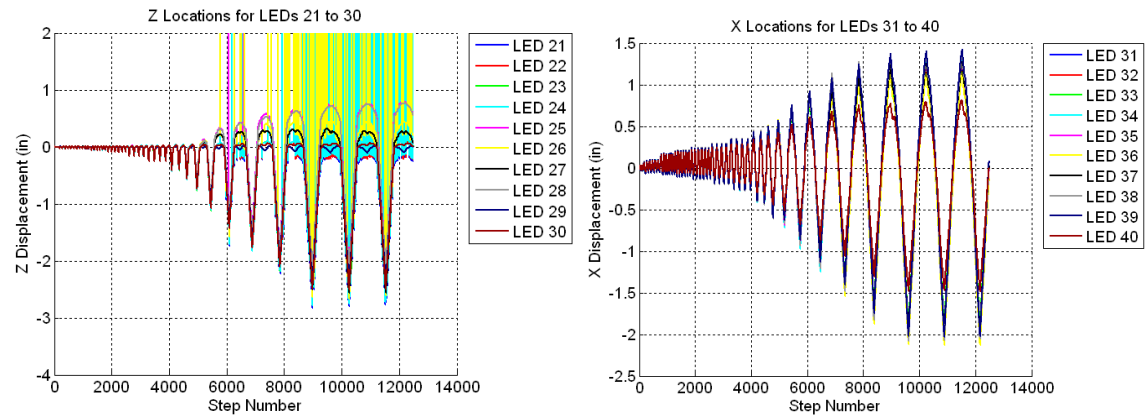 Z Locations for LEDs 21 to 30
2
1
0
-1
-2
-3
-4
Z Displacement (in)
0 2000 4000 6000 8000 10000 12000 14000
Step Number
LED 21
LED 22
LED 23
LED 24
LED 25
LED 26
LED 27
LED 28
LED 29
LED 30
X Locations for LEDs 31 to 40
1.5
1
0.5
0
-0.5
-1
-1.5
-2
-2.5
X Displacement (in)
0 2000 4000 6000 8000 10000 12000 14000
Step Number
LED 31
LED 32
LED 33
LED 34
LED 35
LED 36
LED 37
LED 38
LED 39
LED 40